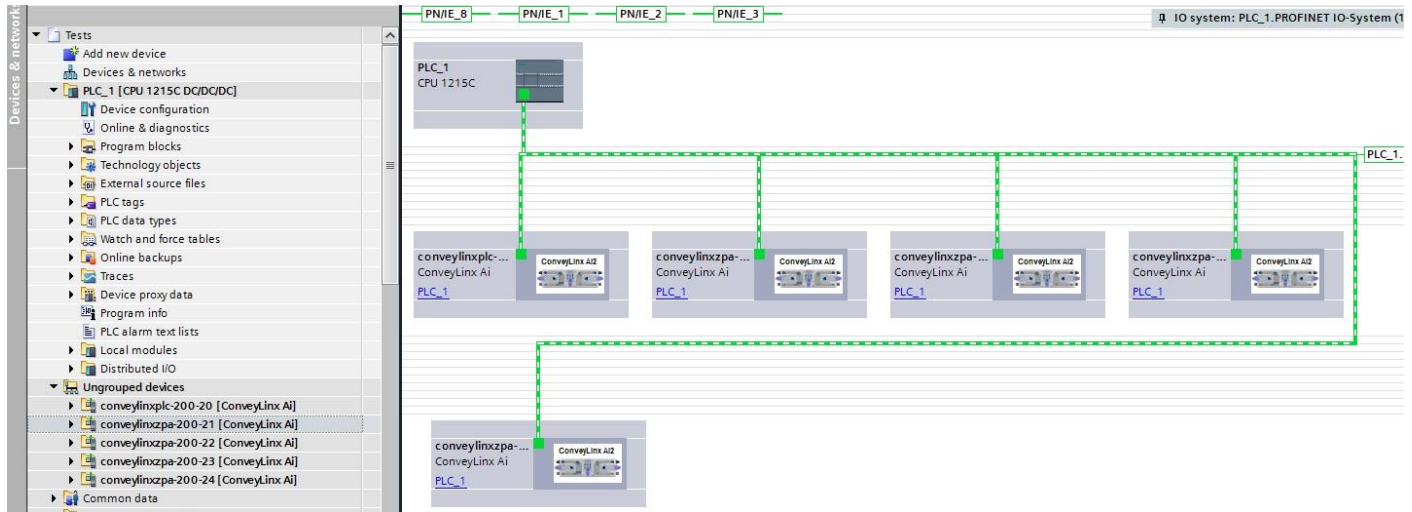 Devices & networks
Tests
Add new device
Devices & networks
PLC_1 [CPU 1215C DC/DC/DC]
Device configuration
Online & diagnostics
Program blocks
Technology objects
External source files
PLC tags
PLC data types
Watch and force tables
Online backups
Traces
Device proxy data
Program info
PLC alarm text lists
Local modules
Distributed I/O
Ungrouped devices
conveylinxplc-200-20 [ConveyLinx Ai]
conveylinxzpa-200-21 [ConveyLinx Ai]
conveylinxzpa-200-22 [ConveyLinx Ai]
conveylinxzpa-200-23 [ConveyLinx Ai]
conveylinxzpa-200-24 [ConveyLinx Ai]
Common data
PN/IE_8 PN/IE_1 PN/IE_2 PN/IE_3
IO system: PLC_1.PROFINET IO-System (1
PLC_1
CPU 1215C
PLC_1.
conveylinxplc-...
ConveyLinx Ai
PLC_1
ConveyLinx AI2
conveylinxzpa-...
ConveyLinx Ai
PLC_1
ConveyLinx AI2
conveylinxzpa-...
ConveyLinx Ai
PLC_1
ConveyLinx AI2
conveylinxzpa-...
ConveyLinx Ai
PLC_1
ConveyLinx AI2
conveylinxzpa-...
ConveyLinx Ai
PLC_1
ConveyLinx AI2